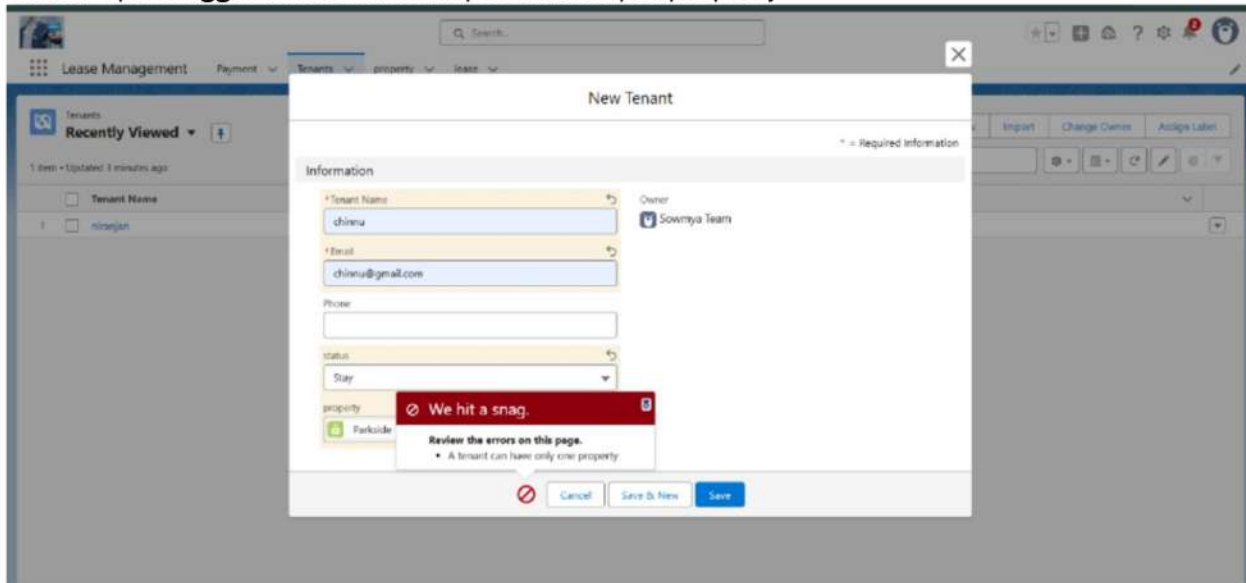 Search...
Lease Management Payment Tenants property lease
New Tenant
Tenants
Recently Viewed
Import Change Owner Assign Label
* = Required Information
1 item • Updated 3 minutes ago
Information
Tenant Name
1 niranjan
*Tenant Name
chinnu
Owner
Sowmya Team
*Email
chinnu@gmail.com
Phone
status
Stay
property
Parkside
We hit a snag.
Review the errors on this page.
• A tenant can have only one property
Cancel Save & New Save